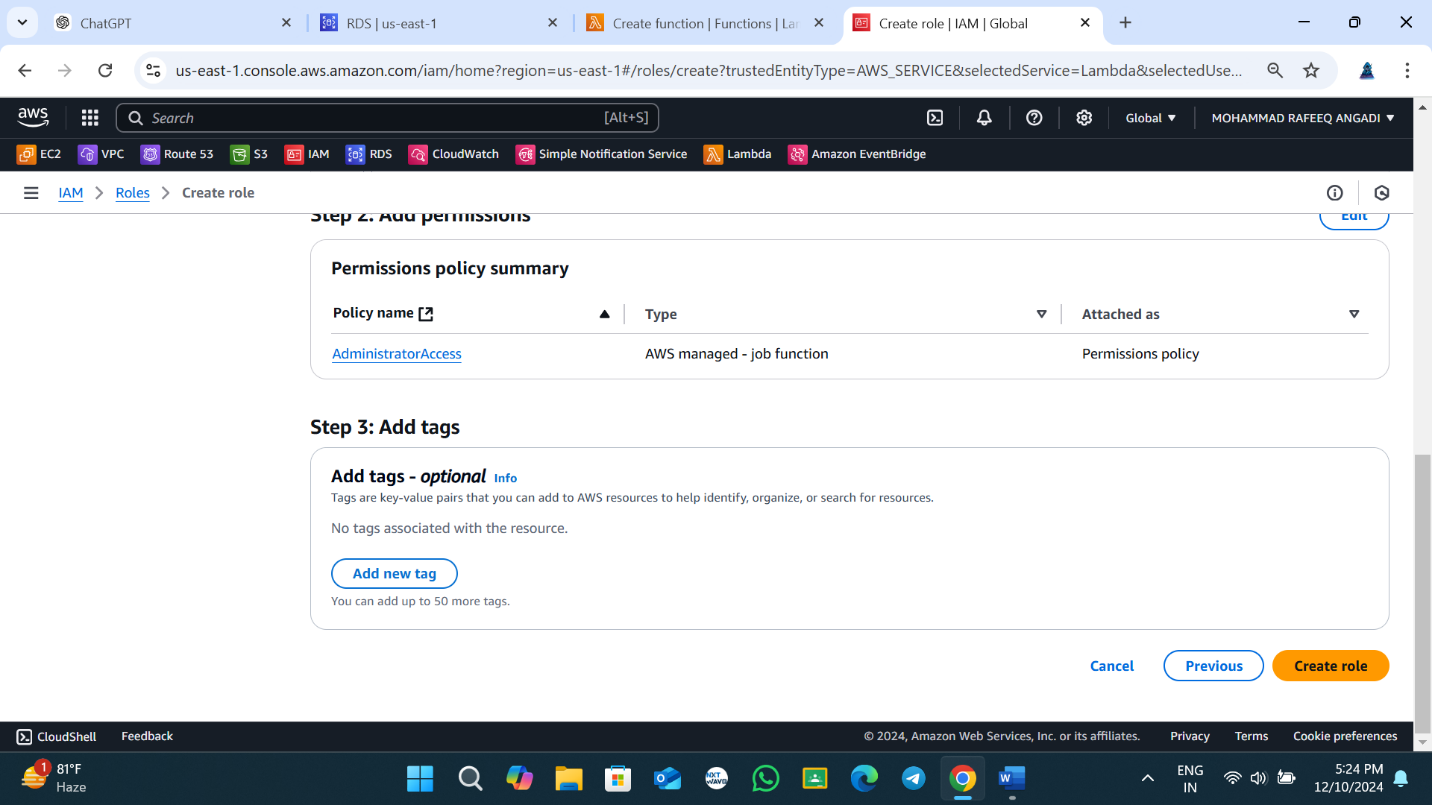 ChatGPT
RDS | us-east-1
Create function | Functions | La
Create role | IAM | Global
us-east-1.console.aws.amazon.com/iam/home?region=us-east-1#/roles/create?trustedEntityType=AWS_SERVICE&selectedService=Lambda&selectedUse...
aws
Search
[Alt+S]
Global
MOHAMMAD RAFEEQ ANGADI
EC2
VPC
Route 53
S3
IAM
RDS
CloudWatch
Simple Notification Service
Lambda
Amazon EventBridge
IAM
Roles
Create role
Step 2: Add permissions
Edit
Permissions policy summary
Policy name
Type
Attached as
AdministratorAccess
AWS managed - job function
Permissions policy
Step 3: Add tags
Add tags - optional Info
Tags are key-value pairs that you can add to AWS resources to help identify, organize, or search for resources.
No tags associated with the resource.
Add new tag
You can add up to 50 more tags.
Cancel
Previous
Create role
CloudShell
Feedback
© 2024, Amazon Web Services, Inc. or its affiliates.
Privacy
Terms
Cookie preferences
1
81°F
Haze
NXT
WAVE
ENG
IN
5:24 PM
12/10/2024